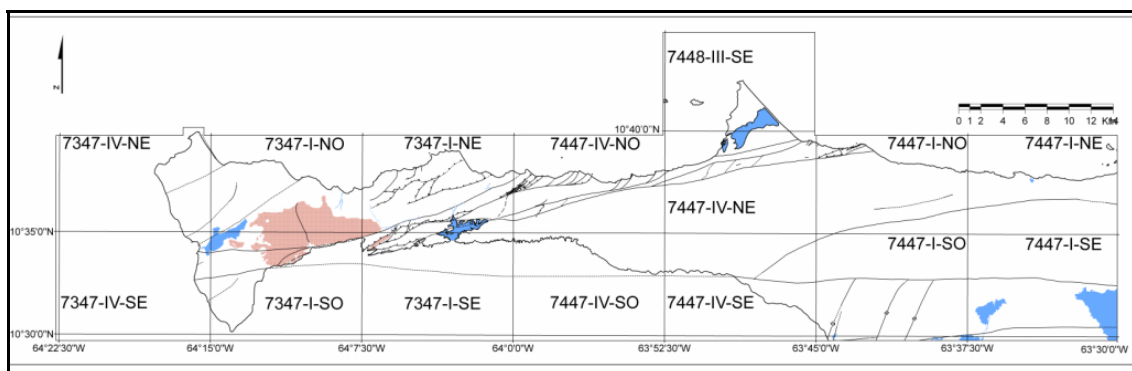 7448-III-SE
N
0 1 2 4 6 8 10 12 14
Km
10°40'0"N
7347-IV-NE
7347-I-NO
7347-I-NE
7447-IV-NO
7447-I-NO
7447-I-NE
7447-IV-NE
10°35'0"N
7447-I-SO
7447-I-SE
7347-IV-SE
7347-I-SO
7347-I-SE
7447-IV-SO
7447-IV-SE
10°30'0"N
64°22'30"W 64°15'0"W 64°7'30"W 64°0'0"W 63°52'30"W 63°45'0"W 63°37'30"W 63°30'0"W